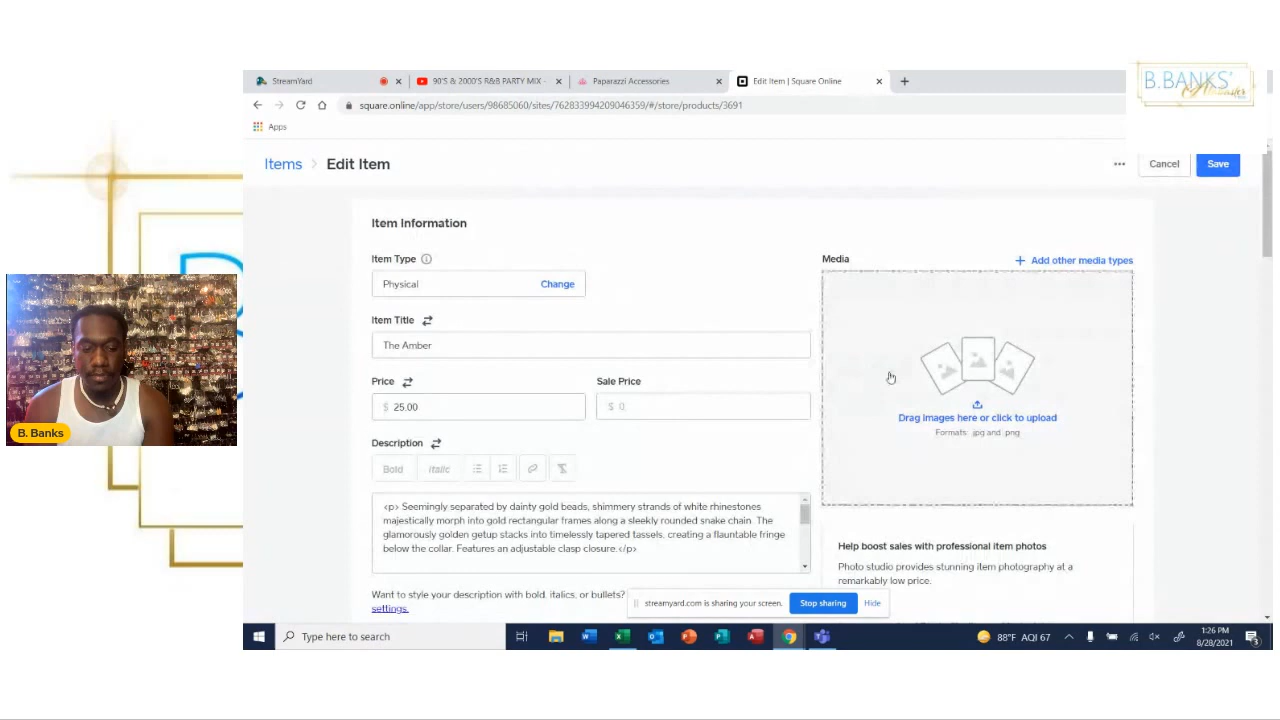 StreamYard
90'S & 2000'S R&B PARTY MIX -
Paparazzi Accessories
Edit Item | Square Online
B.BANKS'
square.online/app/store/users/98685060/sites/762833994209046359/#/store/products/3691
Apps
Items > Edit Item
Cancel
Save
Item Information
Item Type
Media
+ Add other media types
Physical
Change
Item Title
The Amber
Price
Sale Price
$ 25.00
$ 0.
Drag images here or click to upload
Formats: .jpg and .png
Description
Bold
Italic
<p> Seemingly separated by dainty gold beads, shimmery strands of white rhinestones
majestically morph into gold rectangular frames along a sleekly rounded snake chain. The
glamorously golden getup stacks into timelessly tapered tassels, creating a flauntable fringe
below the collar. Features an adjustable clasp closure.</p>
Help boost sales with professional item photos
Photo studio provides stunning item photography at a
remarkably low price.
Want to style your description with bold, italics, or bullets?
settings.
streamyard.com is sharing your screen.
Stop sharing
Hide
B. Banks
Type here to search
88°F AQI 67
1:26 PM
8/28/2021
3